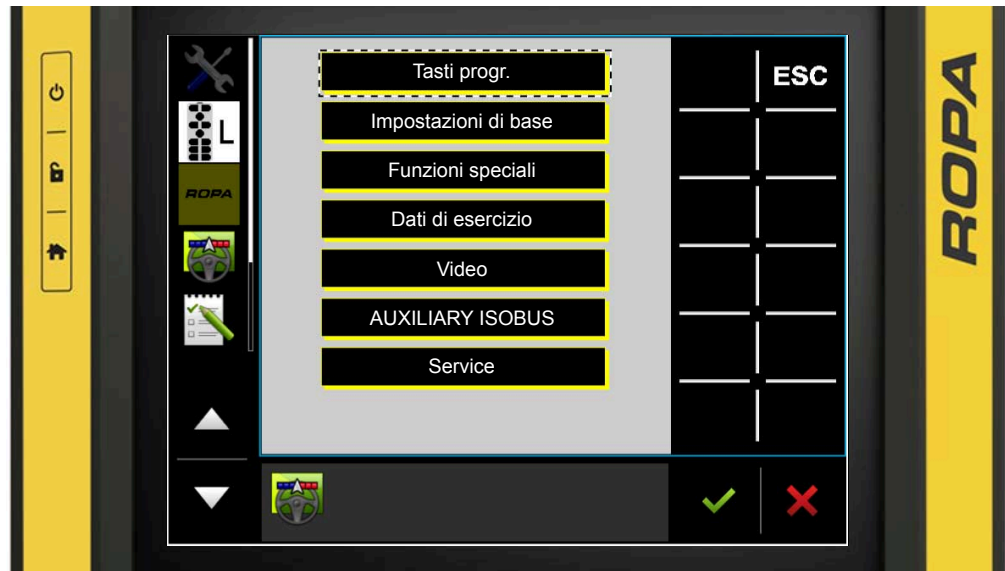 Tasti progr.
ESC
Impostazioni di base
L
Funzioni speciali
ROPA
Dati di esercizio
Video
AUXILIARY ISOBUS
Service
ROPA